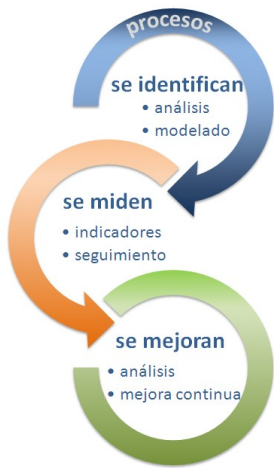 procesos
se identifican
• análisis
• modelado
se miden
• indicadores
• seguimiento
se mejoran
• análisis
• mejora continua